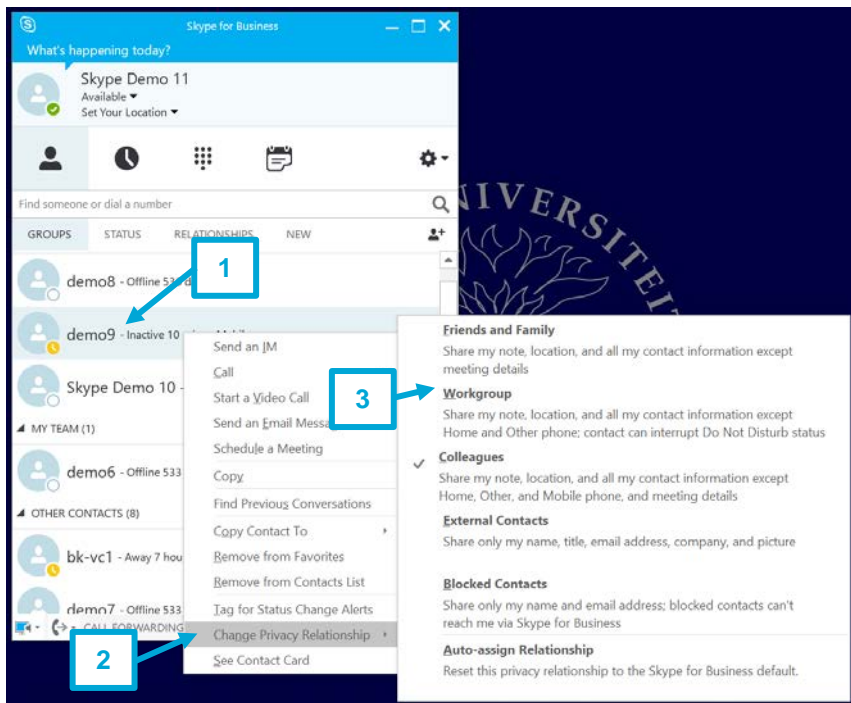 Skype for Business
What's happening today?
Skype Demo 11
Available
Set Your Location
Find someone or dial a number
GROUPS STATUS RELATIONSHIPS NEW
demo8 - Offline 533 d
1
demo9 - Inactive 10
Skype Demo 10 -
MY TEAM (1)
demo6 - Offline 533
OTHER CONTACTS (8)
bk-vc1 - Away 7 hou
demo7 - Offline 533
CALL FORWARDING
2
Send an IM
Call
Start a Video Call
Send an Email Messa
Schedule a Meeting
Copy
Find Previous Conversations
Copy Contact To
Remove from Favorites
Remove from Contacts List
Tag for Status Change Alerts
Change Privacy Relationship
See Contact Card
3
Friends and Family
Share my note, location, and all my contact information except
meeting details
Workgroup
Share my note, location, and all my contact information except
Home and Other phone; contact can interrupt Do Not Disturb status
Colleagues
Share my note, location, and all my contact information except
Home, Other, and Mobile phone, and meeting details
External Contacts
Share only my name, title, email address, company, and picture
Blocked Contacts
Share only my name and email address; blocked contacts can't
reach me via Skype for Business
Auto-assign Relationship
Reset this privacy relationship to the Skype for Business default.
IVERSITEIT